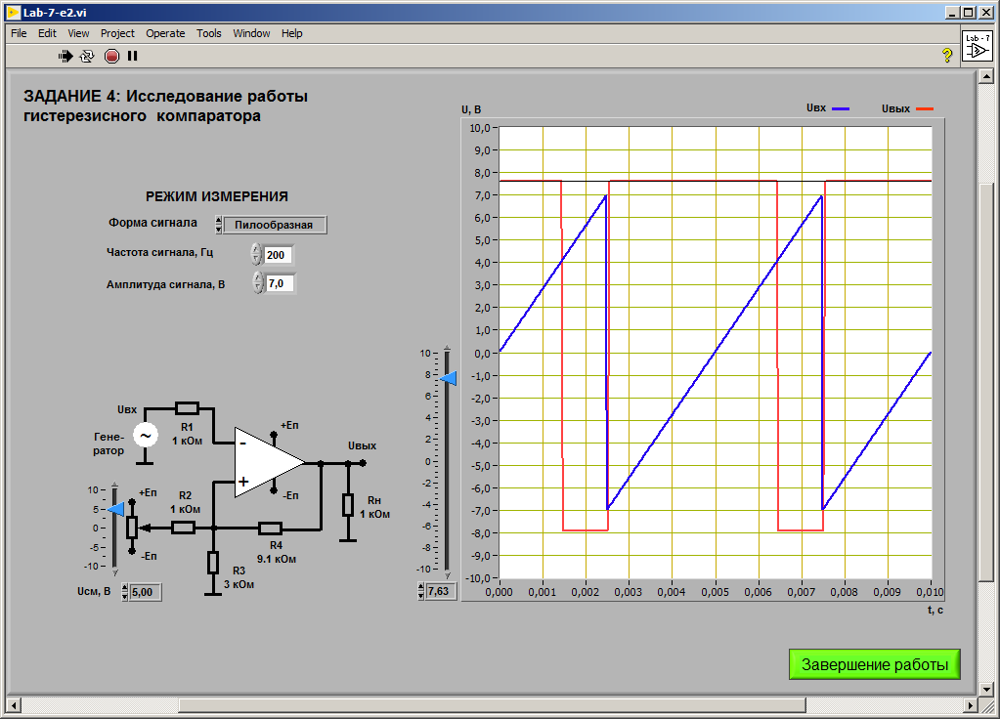 Lab-7-e2.vi
File Edit View Project Operate Tools Window Help
?
Lab - 7
ЗАДАНИЕ 4: Исследование работы
гистерезисного компаратора
РЕЖИМ ИЗМЕРЕНИЯ
Форма сигнала Пилообразная
Частота сигнала, Гц 200
Амплитуда сигнала, В 7,0
U, В
Uвх Uвых
10,0
9,0
8,0
7,0
6,0
5,0
4,0
3,0
2,0
1,0
0,0
-1,0
-2,0
-3,0
-4,0
-5,0
-6,0
-7,0
-8,0
-9,0
-10,0
0,000 0,001 0,002 0,003 0,004 0,005 0,006 0,007 0,008 0,009 0,010
t, с
10
8
6
4
2
0
-2
-4
-6
-8
-10
7,63
Uвх
R1
1 кОм
Гене-
ратор
~
-
+
+Еп
-Еп
Uвых
Rн
1 кОм
10
5
0
-5
-10
+Еп
-Еп
R2
1 кОм
R4
9.1 кОм
R3
3 кОм
Uсм, В 5,00
Завершение работы